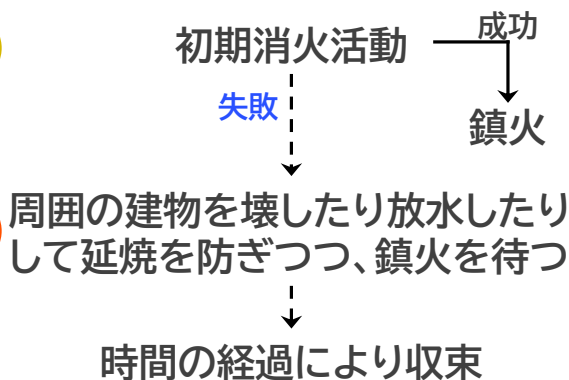 初期消火活動
成功
失敗
鎮火
周囲の建物を壊したり放水したり
して延焼を防ぎつつ、鎮火を待つ
時間の経過により収束